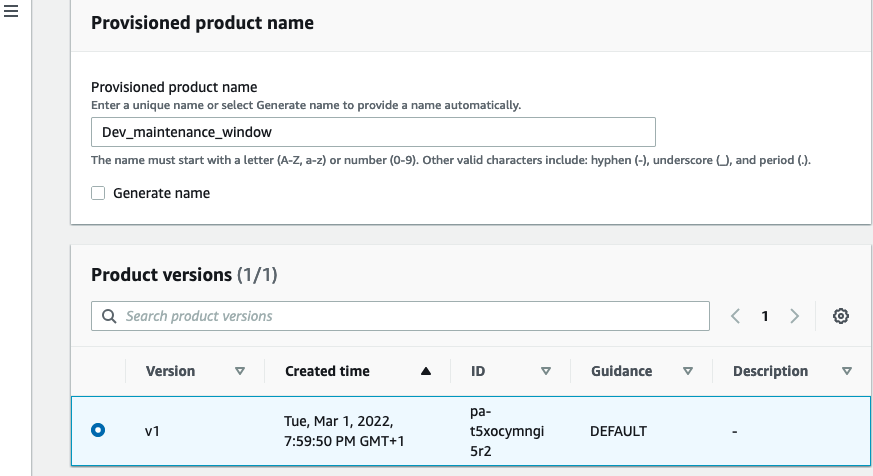 Provisioned product name
Provisioned product name
Enter a unique name or select Generate name to provide a name automatically.
Dev_maintenance_window
The name must start with a letter (A-Z, a-z) or number (0-9). Other valid characters include: hyphen (-), underscore (_), and period (.).
Generate name
Product versions (1/1)
Search product versions
1
Version Created time ID Guidance Description
v1 Tue, Mar 1, 2022, 7:59:50 PM GMT+1 pa-t5xocymngi5r2 DEFAULT -